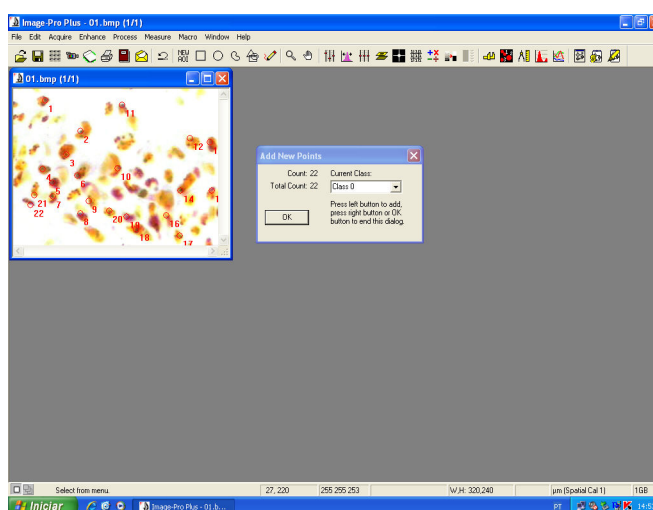 Image-Pro Plus - 01.bmp (1/1)
File Edit Acquire Enhance Process Measure Macro Window Help
NEW AOI
01.bmp (1/1)
1
11
2
12
3
10
4
6
5
21
7
9
14
1
22
8
20
19
16
18
17
Add New Points
Count: 22 Current Class:
Total Count: 22 Class 0
Press left button to add,
press right button or OK
button to end this dialog.
OK
Select from menu.
27, 220
255 255 253
W,H: 320,240
µm (Spatial Cal 1)
1GB
Iniciar
Image-Pro Plus - 01.b...
PT